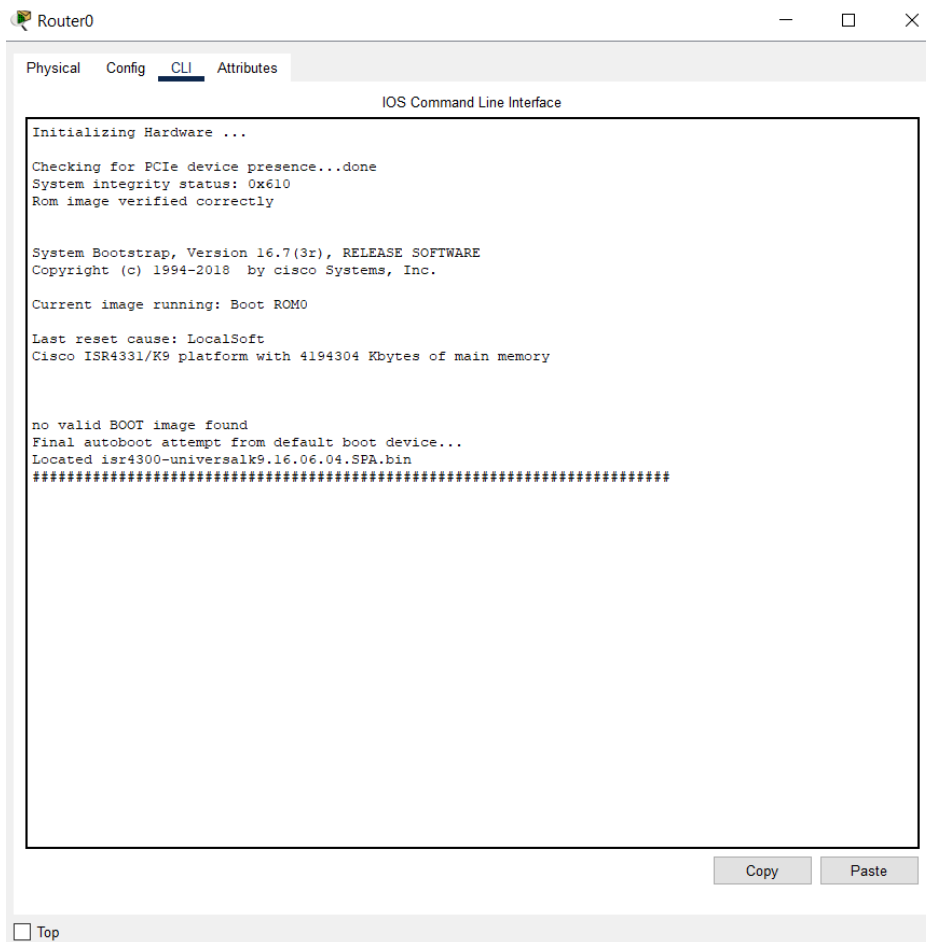 Router0
Physical Config CLI Attributes
IOS Command Line Interface
Initializing Hardware ...
Checking for PCIe device presence...done
System integrity status: 0x610
Rom image verified correctly
System Bootstrap, Version 16.7(3r), RELEASE SOFTWARE
Copyright (c) 1994-2018  by cisco Systems, Inc.
Current image running: Boot ROM0
Last reset cause: LocalSoft
Cisco ISR4331/K9 platform with 4194304 Kbytes of main memory
no valid BOOT image found
Final autoboot attempt from default boot device...
Located isr4300-universalk9.16.06.04.SPA.bin
##########################################################################
Copy Paste
Top